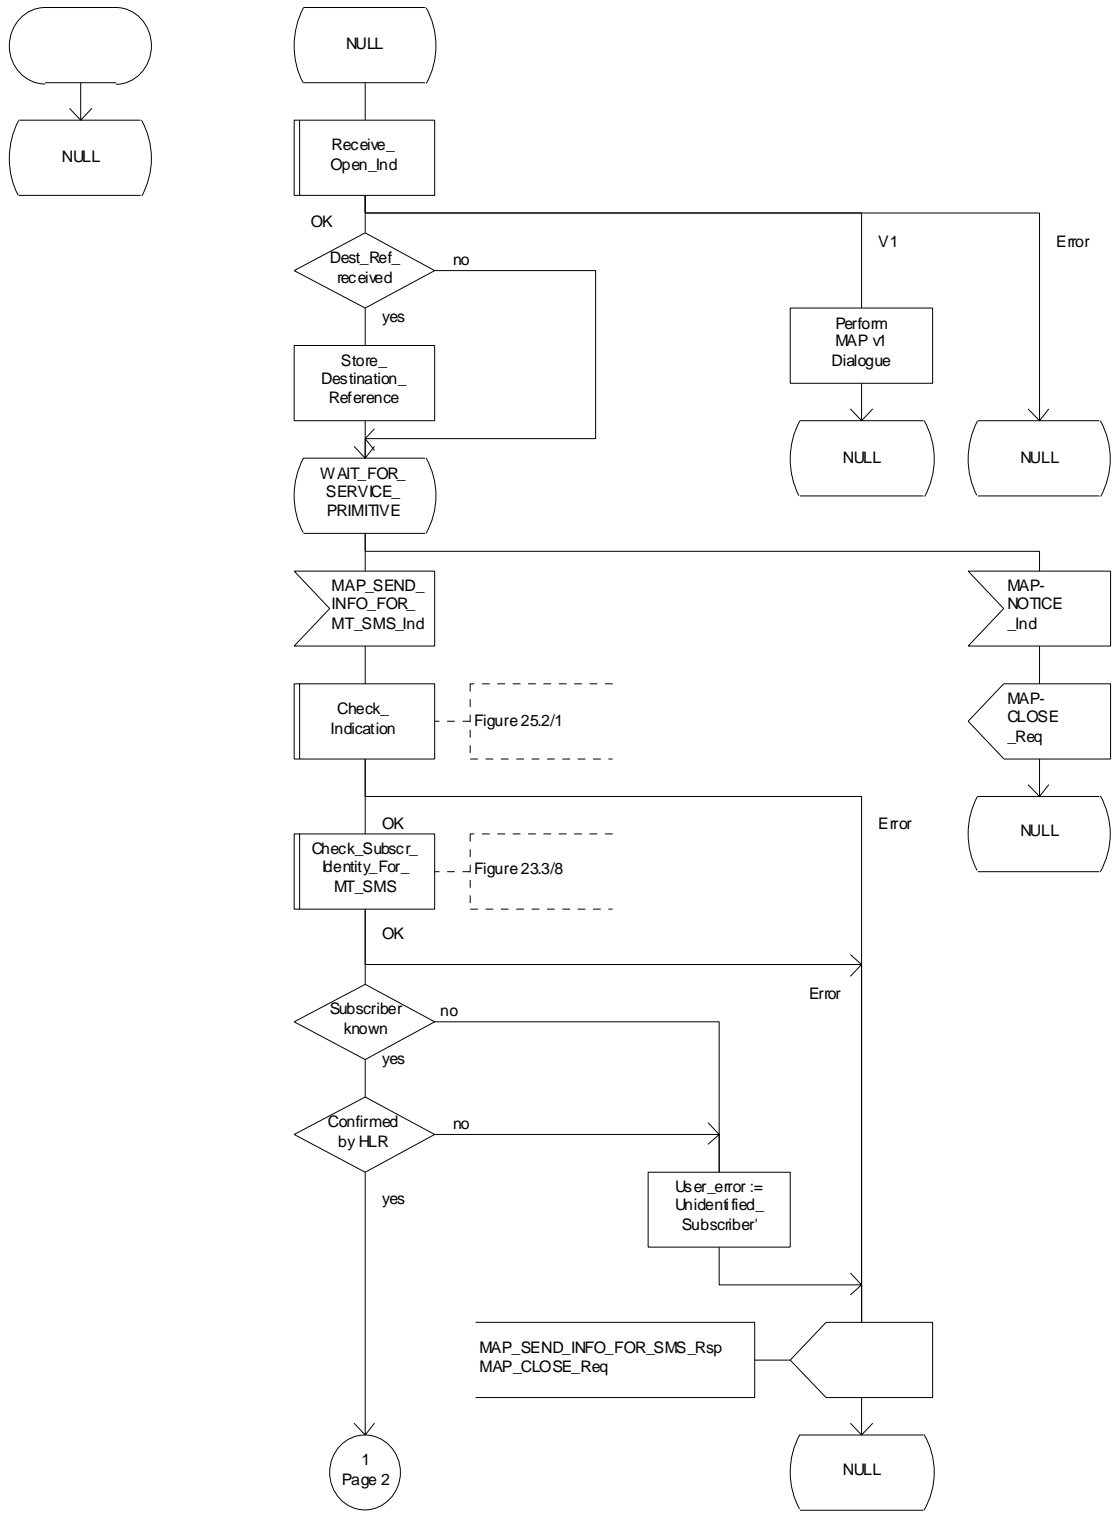 NULL
NULL
Receive_
Open_Ind
OK
V1
Error
Dest_Ref_
received
no
yes
Perform
MAP v1
Dialogue
Store_
Destination_
Reference
NULL
NULL
WAIT_FOR_
SERVICE_
PRIMITIVE
MAP_SEND_
INFO_FOR_
MT_SMS_Ind
MAP-
NOTICE
_Ind
Check_
Indication
Figure 25.2/1
MAP-
CLOSE
_Req
OK
Error
NULL
Check_Subscr_
Identity_For_
MT_SMS
Figure 23.3/8
OK
Error
Subscriber
known
no
yes
Confirmed
by HLR
no
yes
User_error :=
Unidentified_
Subscriber'
MAP_SEND_INFO_FOR_SMS_Rsp
MAP_CLOSE_Req
1
Page 2
NULL